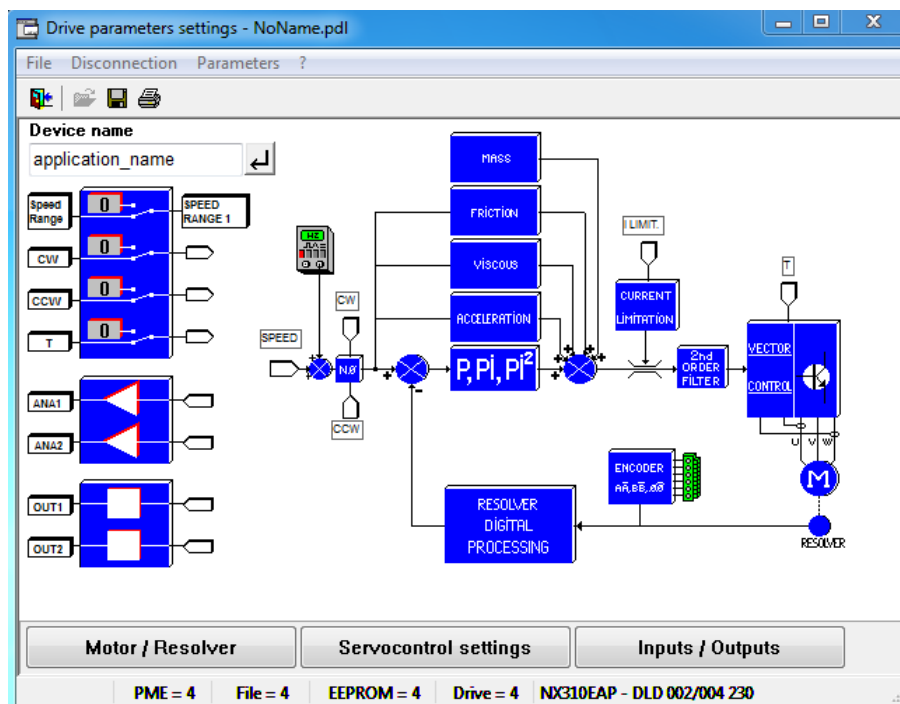 Drive parameters settings - NoName.pdl
File Disconnection Parameters ?
Device name
application_name
Speed
Range
0
SPEED
RANGE 1
CW
0
CCW
0
T
0
ANA1
ANA2
OUT1
OUT2
MASS
FRICTION
VISCOUS
ACCELERATION
P, Pi, Pi²
HZ
SPEED
CW
N.Ø
CCW
I LIMIT.
CURRENT
LIMITATION
2nd
ORDER
FILTER
T
VECTOR
CONTROL
U V W
M
RESOLVER
ENCODER
AA̅,BB̅,ØØ̅
RESOLVER
DIGITAL
PROCESSING
Motor / Resolver
Servocontrol settings
Inputs / Outputs
PME = 4 File = 4 EEPROM = 4 Drive = 4 NX310EAP - DLD 002/004 230